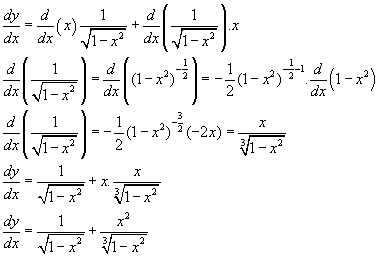 dy/dx = d/dx (x) 1/√(1−x²) + d/dx (1/√(1−x²)).x
d/dx (1/√(1−x²)) = d/dx ((1−x²)^(−1/2)) = −1/2 (1−x²)^(−1/2−1) . d/dx (1−x²)
d/dx (1/√(1−x²)) = −1/2 (1−x²)^(−3/2) (−2x) = x/∛(1−x²)
dy/dx = 1/√(1−x²) + x. x/∛(1−x²)
dy/dx = 1/√(1−x²) + x²/∛(1−x²)